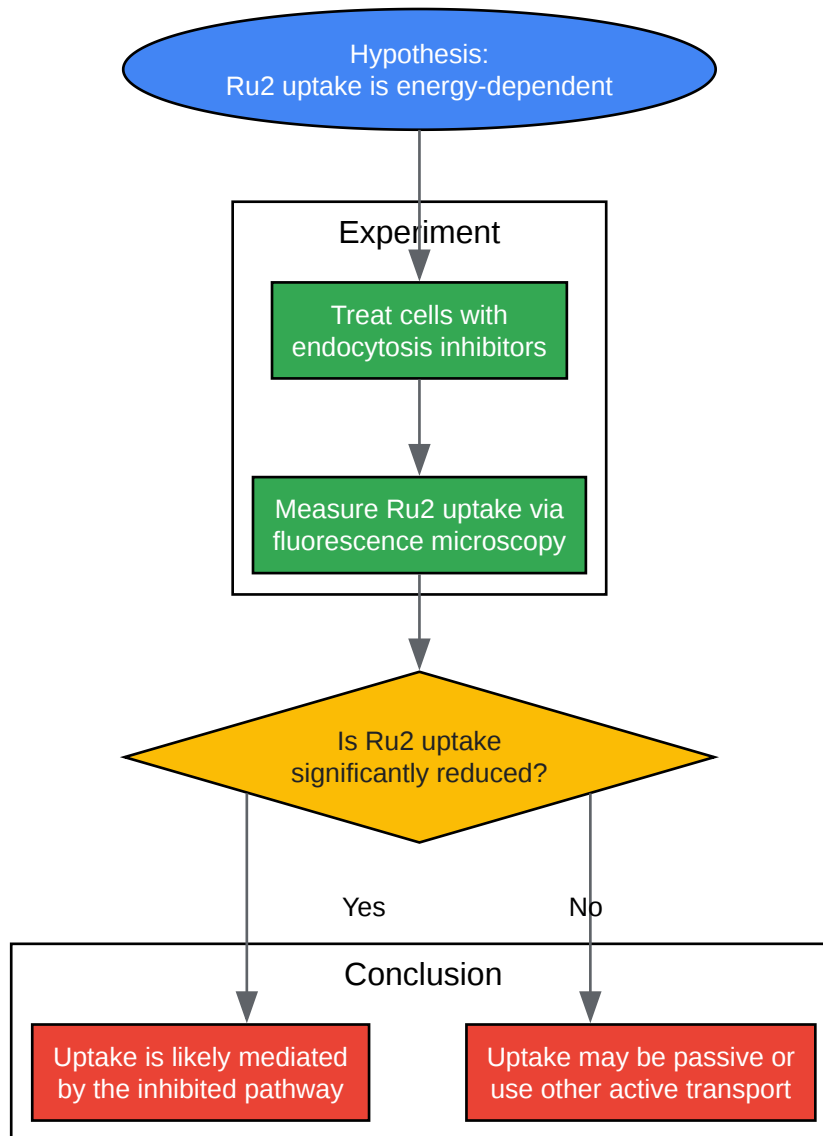 Hypothesis:
Ru2 uptake is energy-dependent
Experiment
Treat cells with
endocytosis inhibitors
Measure Ru2 uptake via
fluorescence microscopy
Is Ru2 uptake
significantly reduced?
Yes
No
Conclusion
Uptake is likely mediated
by the inhibited pathway
Uptake may be passive or
use other active transport